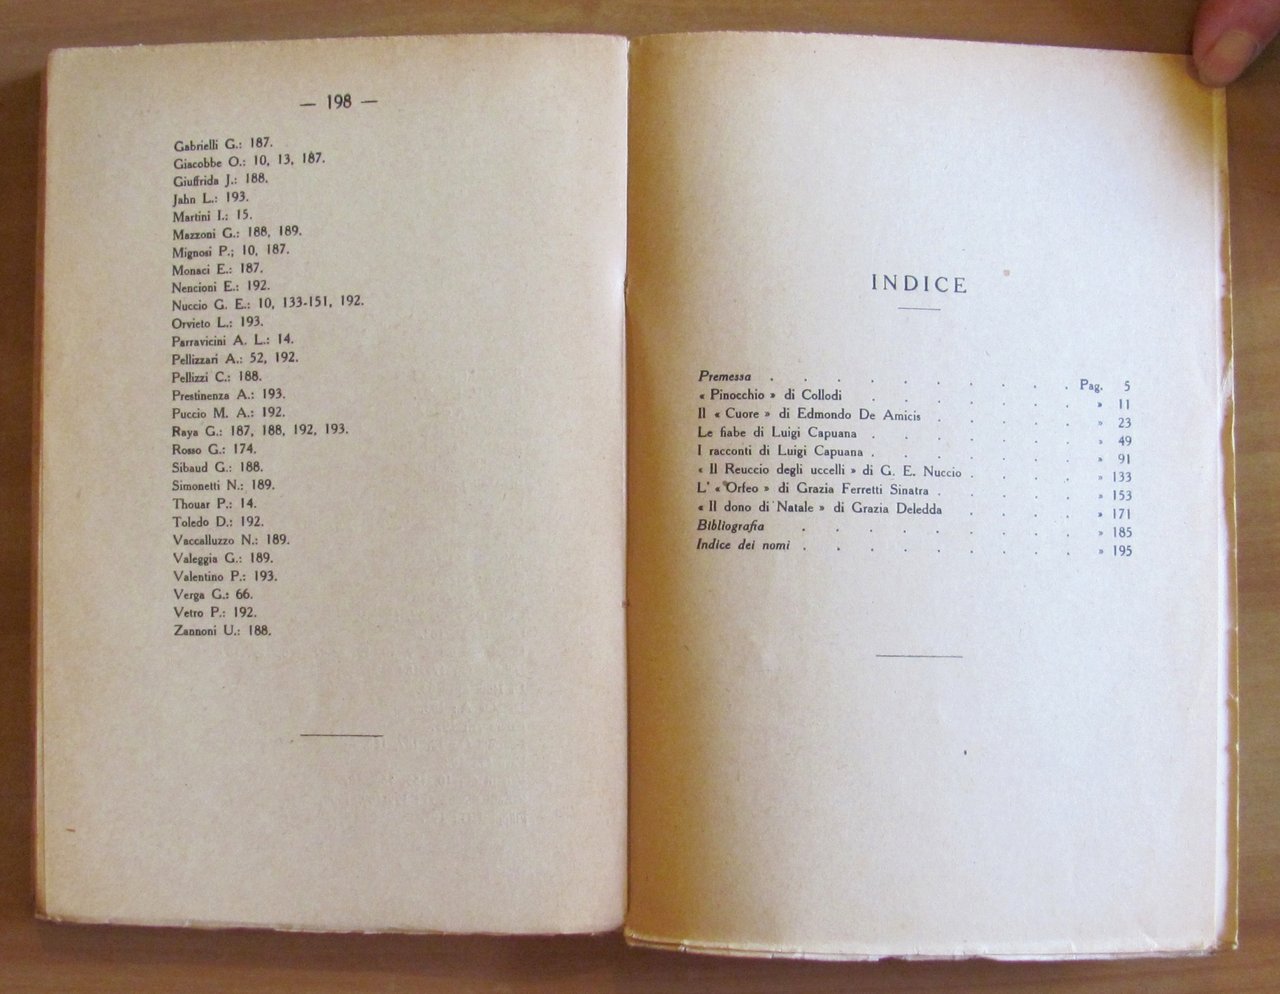 — 198 —
Gabrielli G.: 187.
Giacobbe O.: 10, 13, 187.
Giuffrida J.: 188.
Jahn L.: 193.
Martini I.: 15.
Mazzoni G.: 188, 189.
Mignosi P.; 10, 187.
Monaci E.: 187.
Nencioni E.: 192.
Nuccio G. E.: 10, 133-151, 192.
Orvieto L.: 193.
Parravicini A. L.: 14.
Pellizzari A.: 52, 192.
Pellizzi C.: 188.
Prestinenza A.: 193.
Puccio M. A.: 192.
Raya G.: 187, 188, 192, 193.
Rosso G.: 174.
Sibaud G.: 188.
Simonetti N.: 189.
Thouar P.: 14.
Toledo D.: 192.
Vaccalluzzo N.: 189.
Valeggia G.: 189.
Valentino P.: 193.
Verga G.: 66.
Vetro P.: 192.
Zannoni U.: 188.
INDICE
Premessa . . . . . . . . . . Pag. 5
« Pinocchio » di Collodi . . . . . . . » 11
Il « Cuore » di Edmondo De Amicis . . . . . » 23
Le fiabe di Luigi Capuana . . . . . . . » 49
I racconti di Luigi Capuana . . . . . . . » 91
« Il Reuccio degli uccelli » di G. E. Nuccio . . . . » 133
L' « Orfeo » di Grazia Ferretti Sinatra . . . . . » 153
« Il dono di Natale » di Grazia Deledda . . . . » 171
Bibliografia . . . . . . . . . » 185
Indice dei nomi . . . . . . . . . » 195